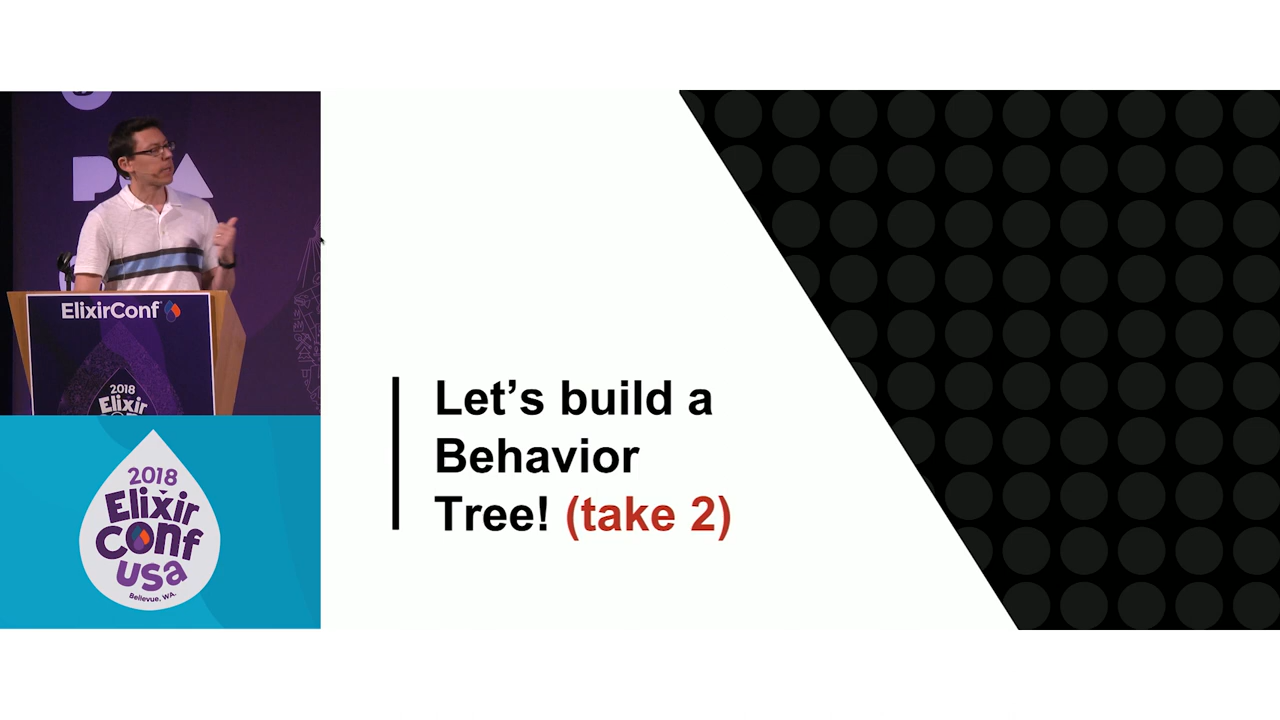 ElixirConf
2018
Elixir
2018
Elixir
Conf
USA
Bellevue, WA.
Let's build a
Behavior
Tree! (take 2)